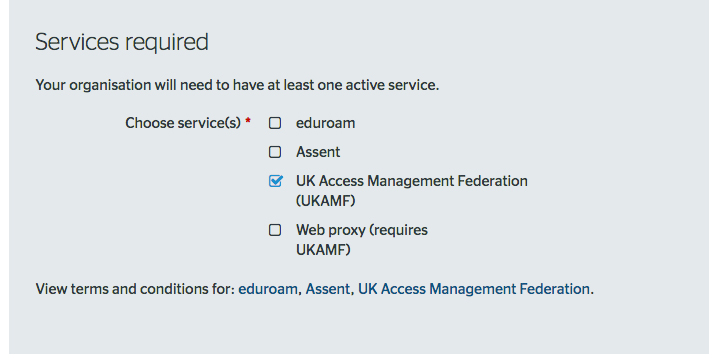 Services required
Your organisation will need to have at least one active service.
Choose service(s) * eduroam
Assent
UK Access Management Federation
(UKAMF)
Web proxy (requires
UKAMF)
View terms and conditions for: eduroam, Assent, UK Access Management Federation.